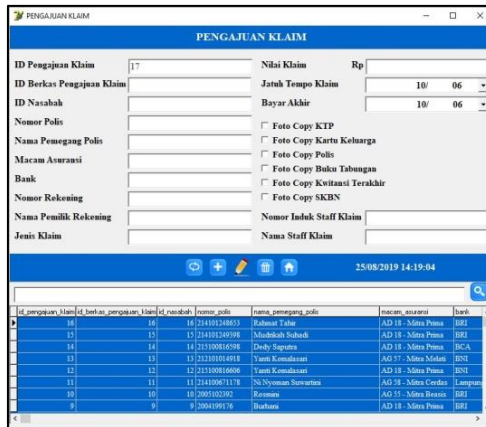 PENGAJUAN KLAIM
PENGAJUAN KLAIM
ID Pengajuan Klaim 17
ID Berkas Pengajuan Klaim
ID Nasabah
Nomor Polis
Nama Pemegang Polis
Macam Asuransi
Bank
Nomor Rekening
Nama Pemilik Rekening
Jenis Klaim
Nilai Klaim Rp
Jatuh Tempo Klaim 10/ 06
Bayar Akhir 10/ 06
Foto Copy KTP
Foto Copy Kartu Keluarga
Foto Copy Polis
Foto Copy Buku Tabungan
Foto Copy Kwitansi Terakhir
Foto Copy SKBN
Nomor Induk Staff Klaim
Nama Staff Klaim
25/08/2019 14:19:04
id_pengajuan_klaim id_berkas_pengajuan_klaim id_nasabah nomor_polis nama_pemegang_polis macam_asuransi bank
16 16 16 214101248653 Rahmat Tahir AD 18 - Mitra Prima BRI
15 15 15 214101249398 Mudrikah Suhadi AD 18 - Mitra Prima BRI
14 14 14 215100816598 Dedy Saputra AD 18 - Mitra Prima BCA
13 13 13 212101014918 Yanti Komalasari AG 57 - Mitra Melati BNI
12 12 12 215100816606 Yanti Komalasari AD 18 - Mitra Prima BNI
11 11 11 214100671178 Ni Nyoman Suwartini AG 58 - Mitra Cerdas Lampung
10 10 10 2005102392 Rosmini AG 55 - Mitra Beasis BRI
9 9 9 2004199176 Burhani AD 18 - Mitra Prima BRI